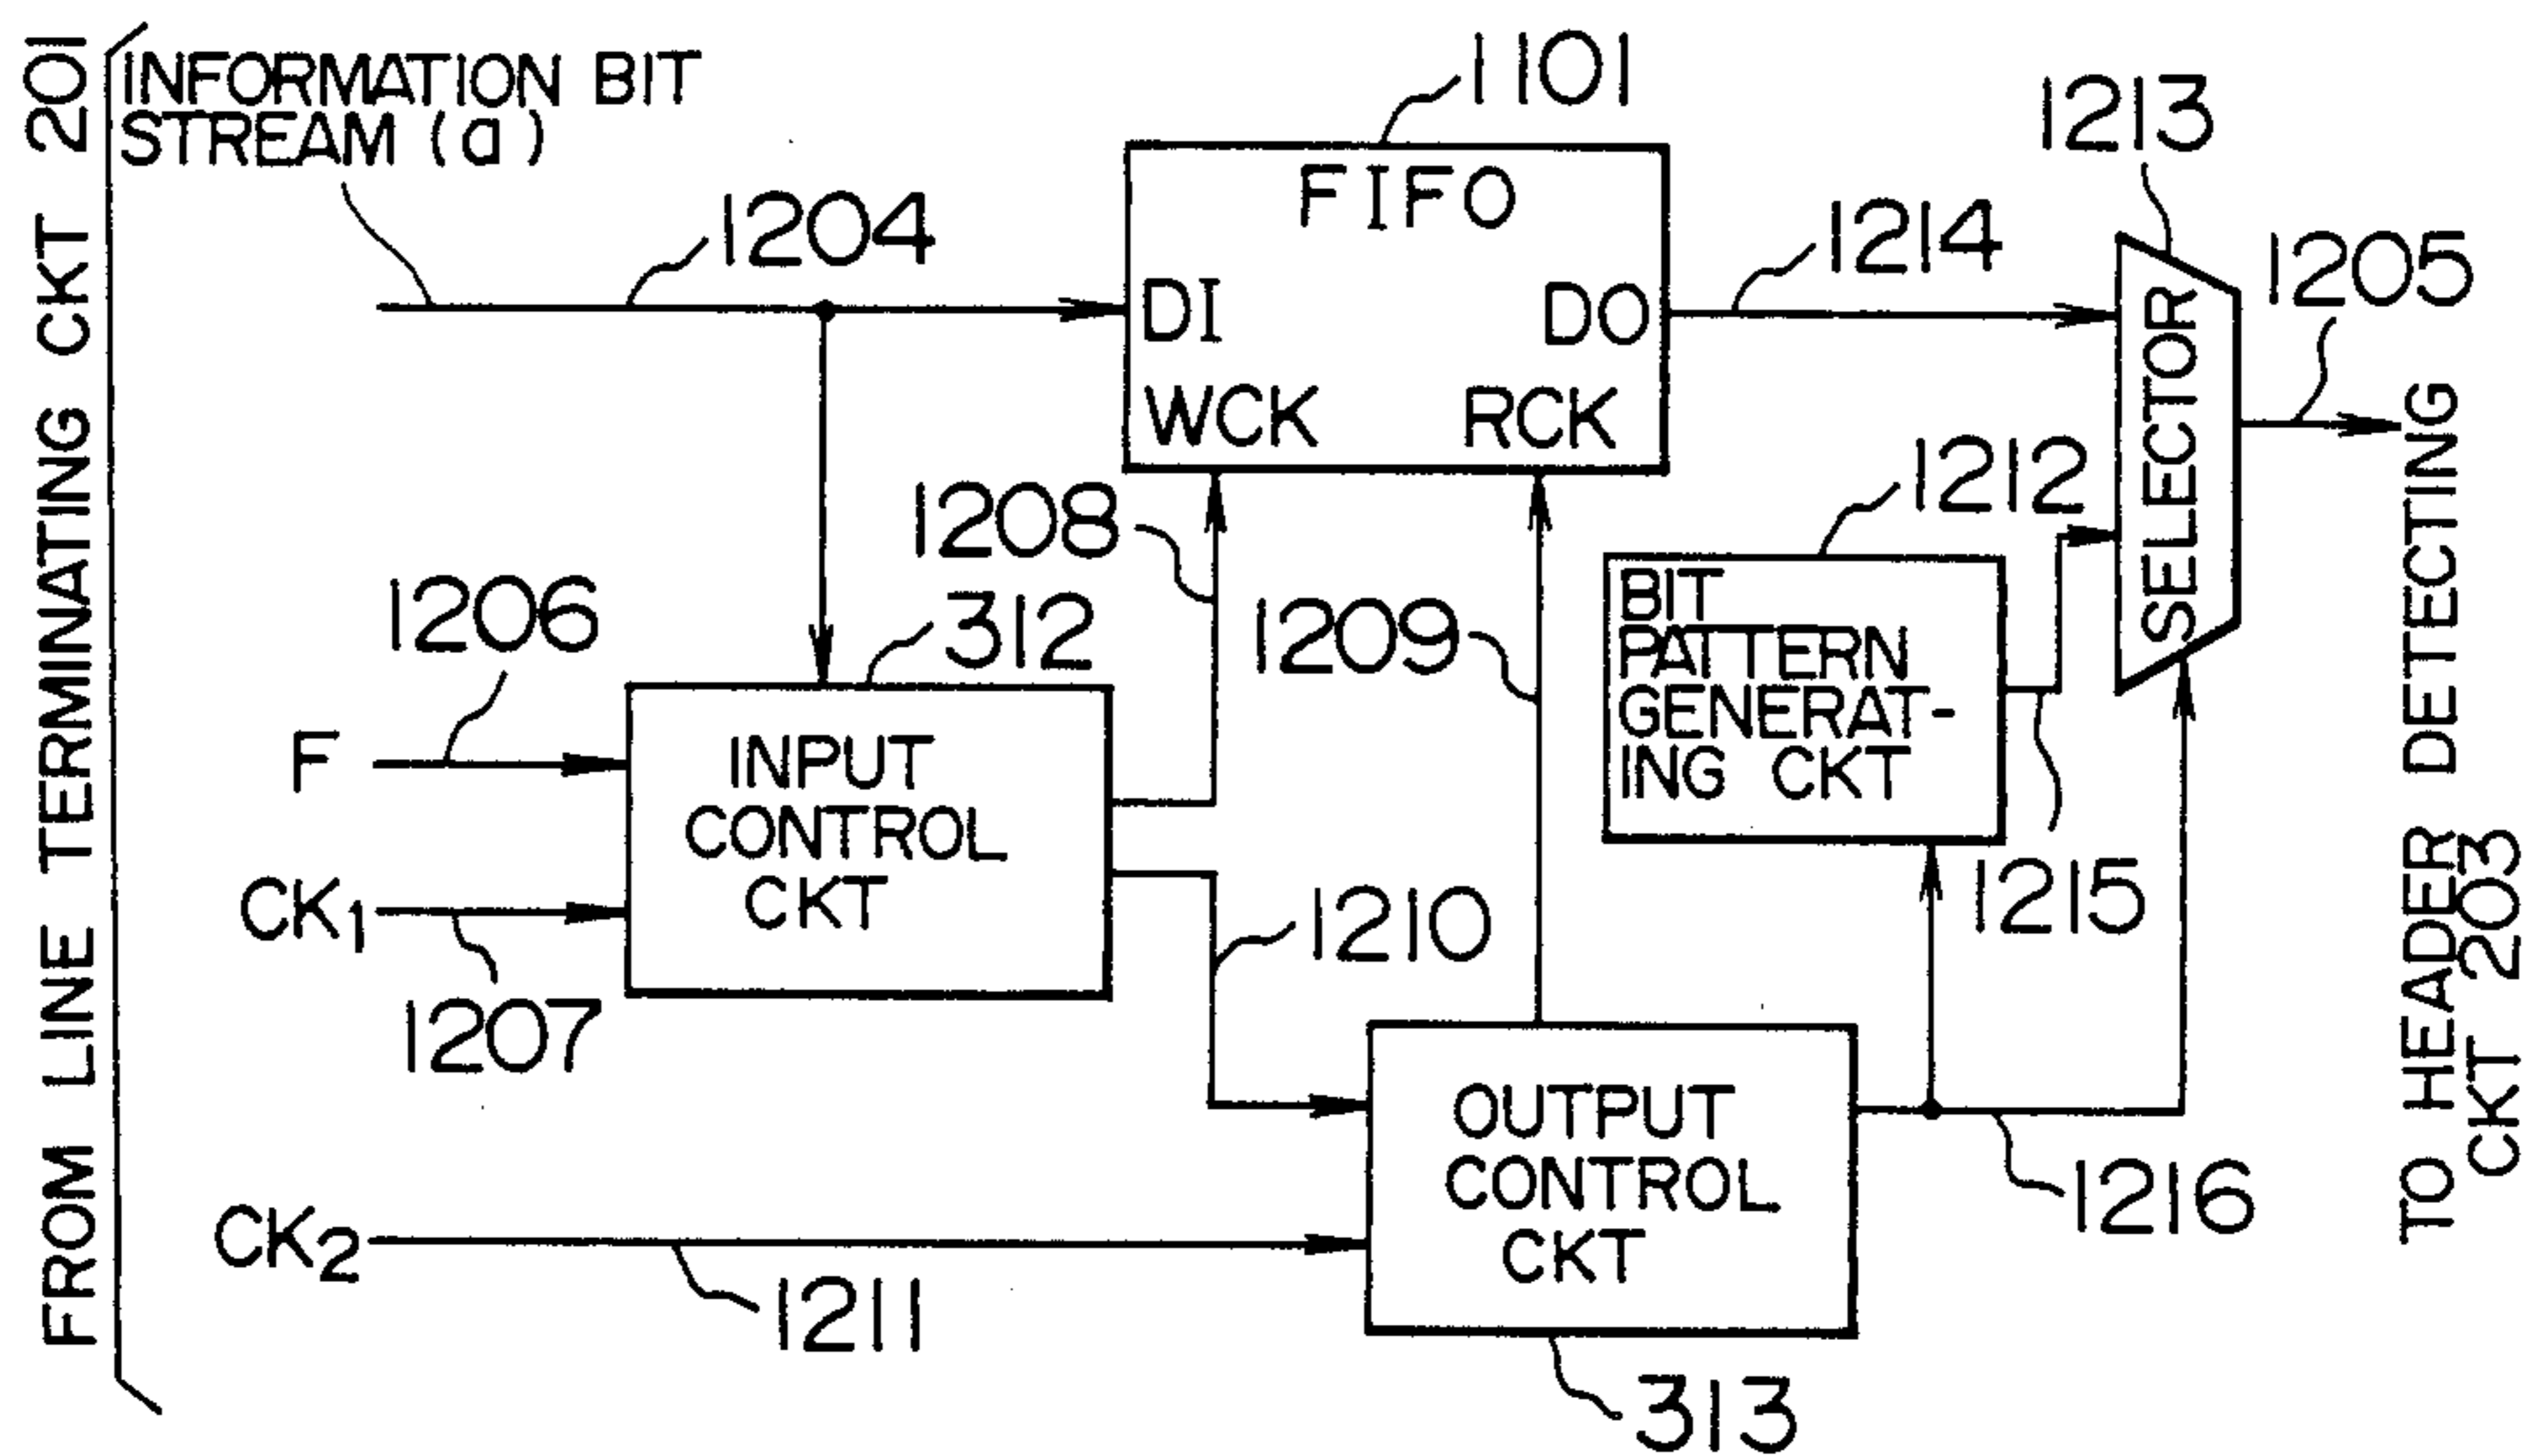 FROM LINE TERMINATING CKT 201
INFORMATION BIT
STREAM (a)
1204
1101
FIFO
DI
DO
WCK
RCK
1214
1213
SELECTOR
1205
1208
1209
1212
BIT
PATTERN
GENERAT-
ING CKT
1215
1206
F
CK1
1207
312
INPUT
CONTROL
CKT
1210
CK2
1211
OUTPUT
CONTROL
CKT
313
1216
TO HEADER DETECTING
CKT 203